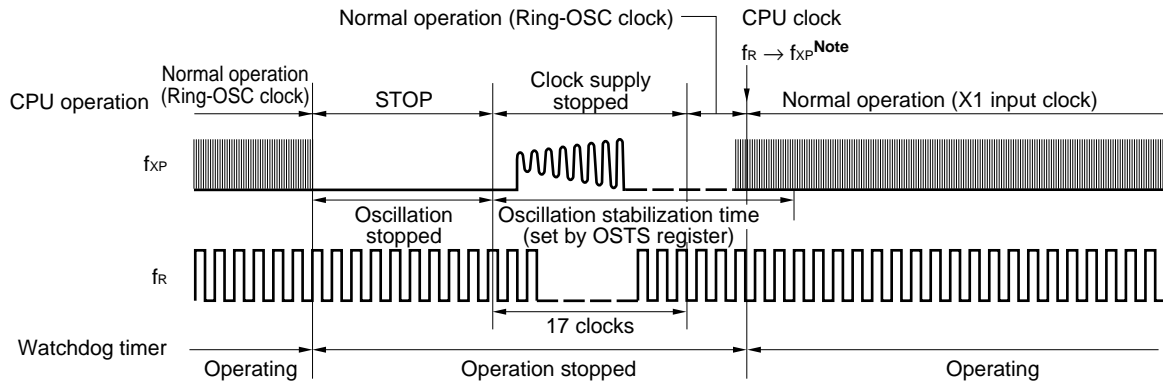 Normal operation (Ring-OSC clock)
CPU clock
fR → fXP Note
Normal operation
(Ring-OSC clock)
CPU operation
STOP
Clock supply
stopped
Normal operation (X1 input clock)
fXP
Oscillation
stopped
Oscillation stabilization time
(set by OSTS register)
fR
17 clocks
Watchdog timer
Operating
Operation stopped
Operating